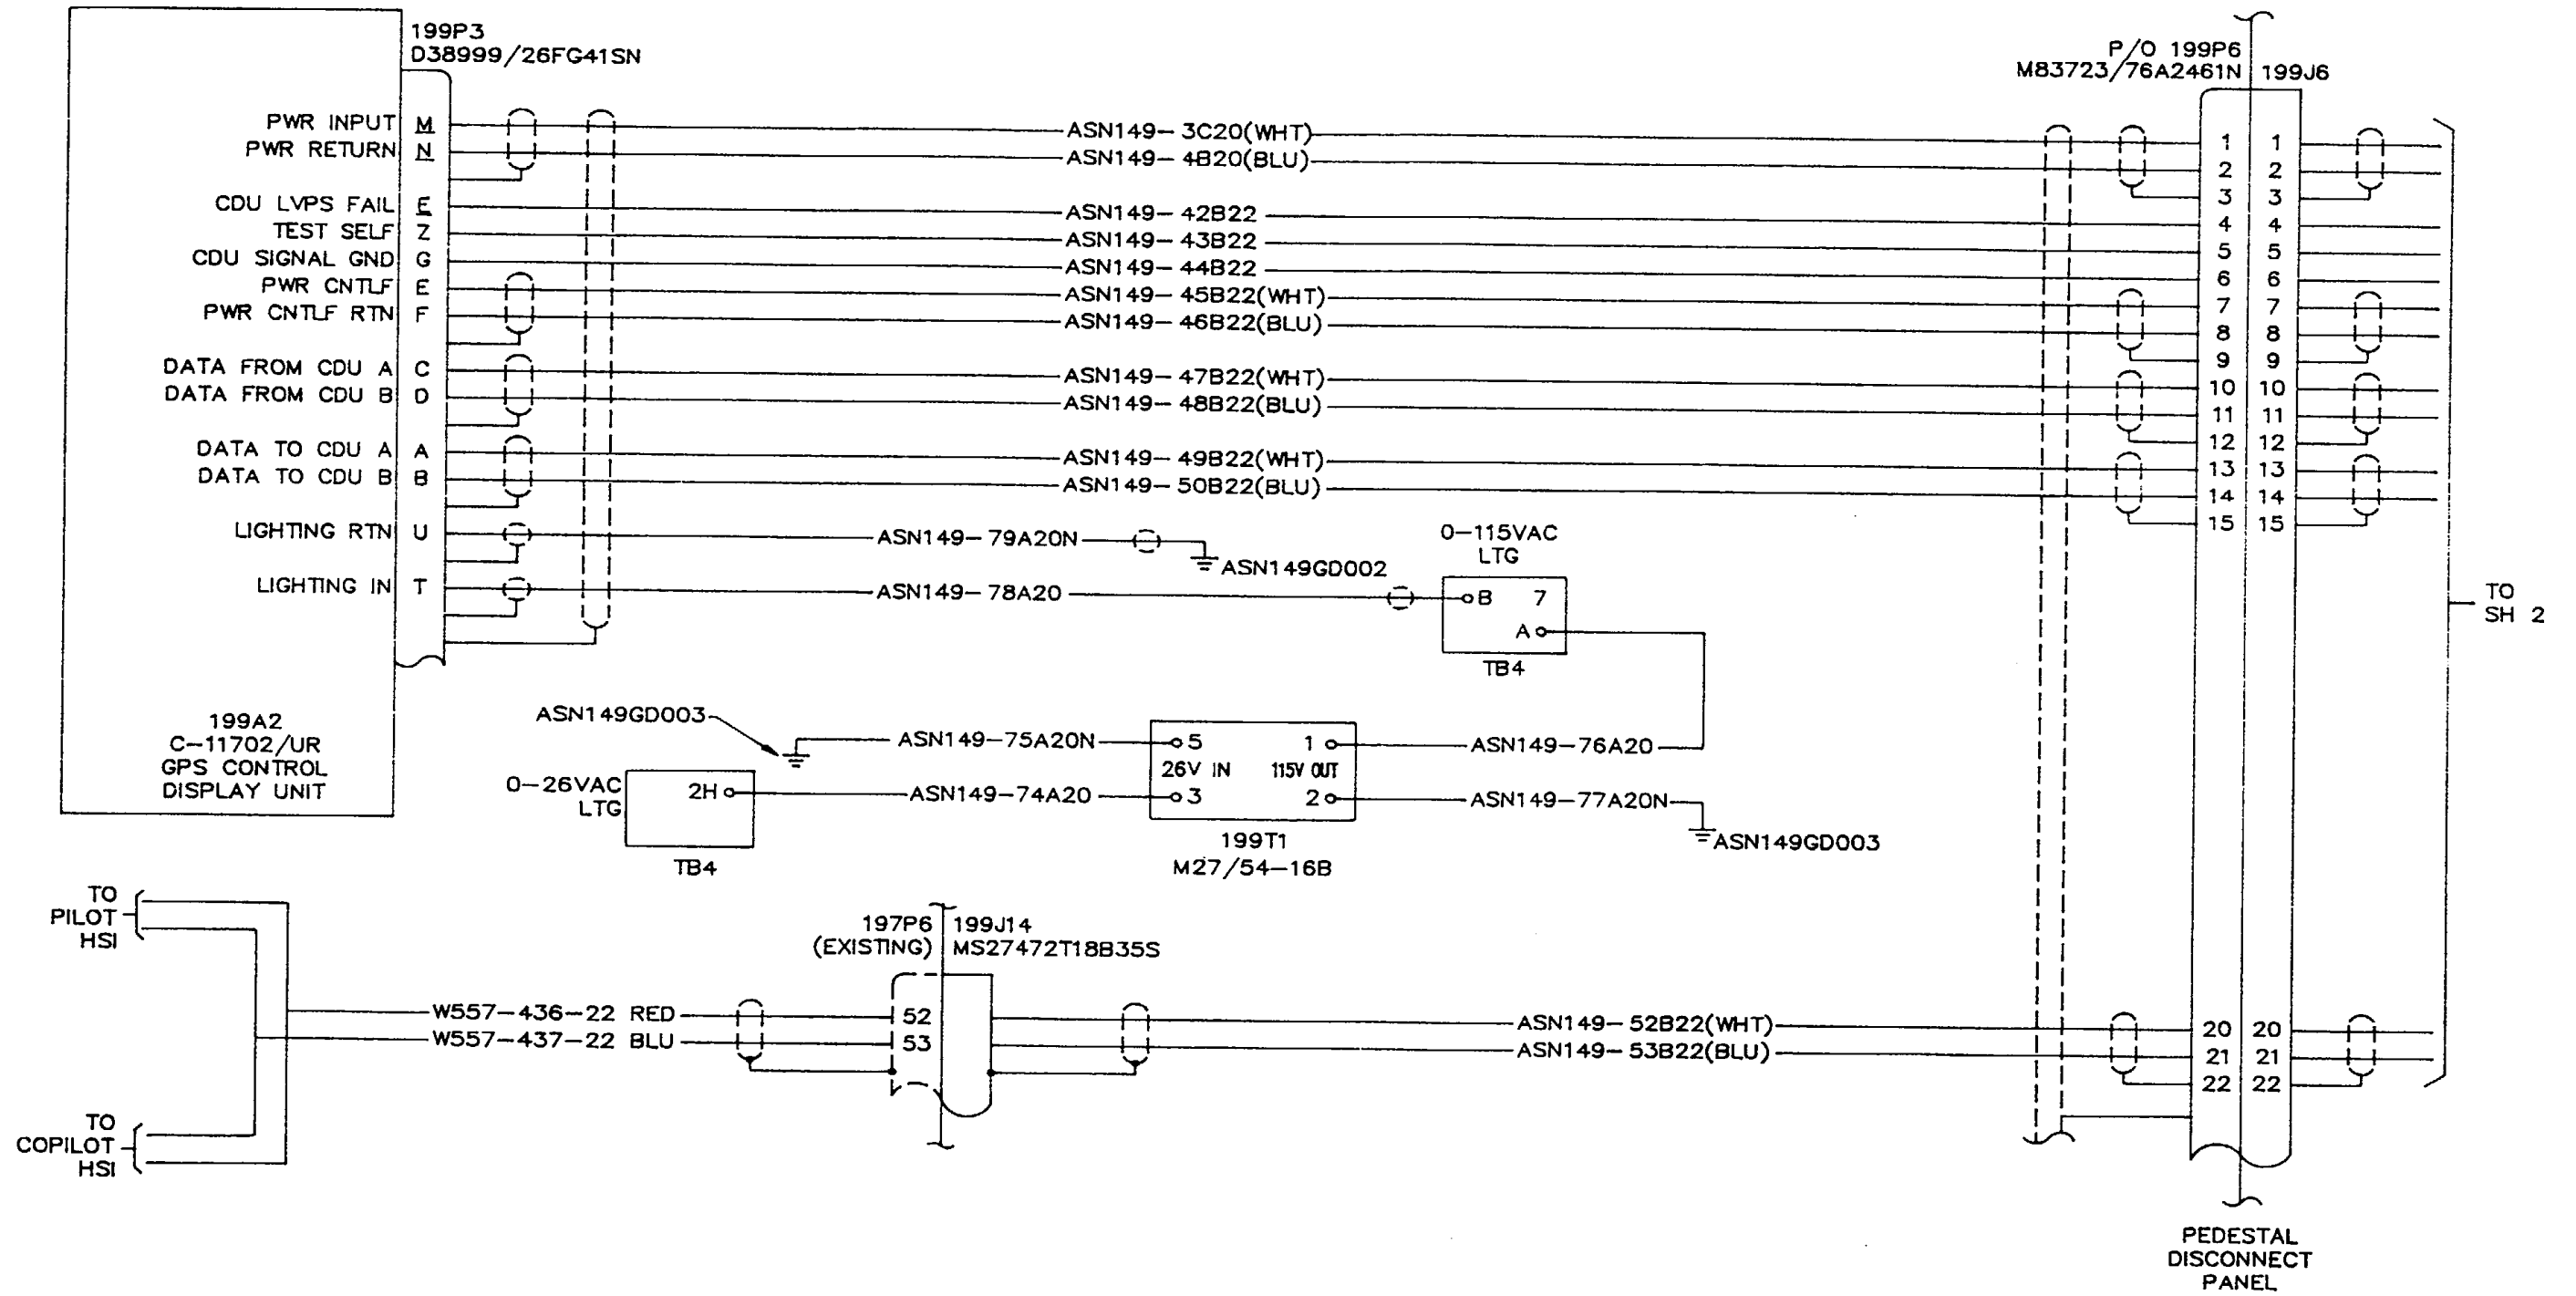 199P3
D38999/26FG41SN
P/O 199P6
M83723/76A2461N
199J6
PWR INPUT M
PWR RETURN N
CDU LVPS FAIL E
TEST SELF Z
CDU SIGNAL GND G
PWR CNTLF E
PWR CNTLF RTN F
DATA FROM CDU A C
DATA FROM CDU B D
DATA TO CDU A A
DATA TO CDU B B
LIGHTING RTN U
LIGHTING IN T
ASN149-3C20(WHT)
ASN149-4B20(BLU)
ASN149-42B22
ASN149-43B22
ASN149-44B22
ASN149-45B22(WHT)
ASN149-46B22(BLU)
ASN149-47B22(WHT)
ASN149-48B22(BLU)
ASN149-49B22(WHT)
ASN149-50B22(BLU)
ASN149-79A20N
ASN149GD002
ASN149-78A20
0-115VAC
LTG
B 7
A
TB4
1 1
2 2
3 3
4 4
5 5
6 6
7 7
8 8
9 9
10 10
11 11
12 12
13 13
14 14
15 15
TO
SH 2
199A2
C-11702/UR
GPS CONTROL
DISPLAY UNIT
ASN149GD003
ASN149-75A20N
5 1
26V IN 115V OUT
3 2
ASN149-76A20
0-26VAC
LTG
2H
TB4
ASN149-74A20
ASN149-77A20N
ASN149GD003
199T1
M27/54-16B
TO
PILOT
HSI
197P6
(EXISTING)
199J14
MS27472T18B35S
W557-436-22 RED
W557-437-22 BLU
52
53
ASN149-52B22(WHT)
ASN149-53B22(BLU)
20 20
21 21
22 22
TO
COPILOT
HSI
PEDESTAL
DISCONNECT
PANEL